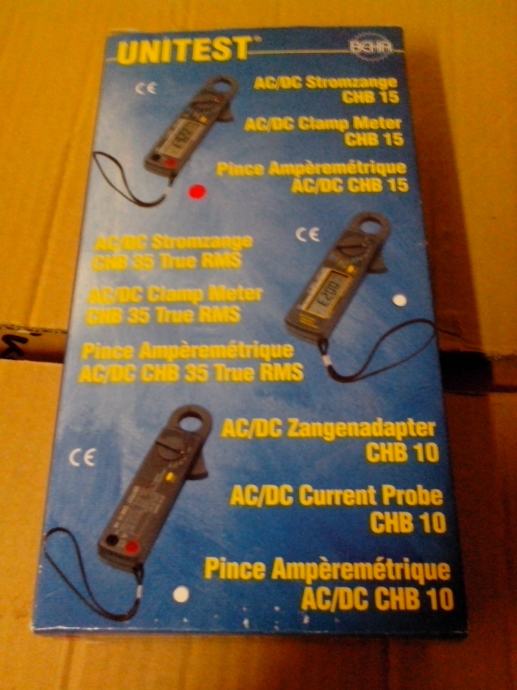 UNITEST®
BEHA
CE
AC/DC Stromzange
CHB 15
AC/DC Clamp Meter
CHB 15
Pince Ampèremétrique
AC/DC CHB 15
AC/DC Stromzange
CHB 35 True RMS
AC/DC Clamp Meter
CHB 35 True RMS
Pince Ampèremétrique
AC/DC CHB 35 True RMS
CE
CE
AC/DC Zangenadapter
CHB 10
AC/DC Current Probe
CHB 10
Pince Ampèremétrique
AC/DC CHB 10